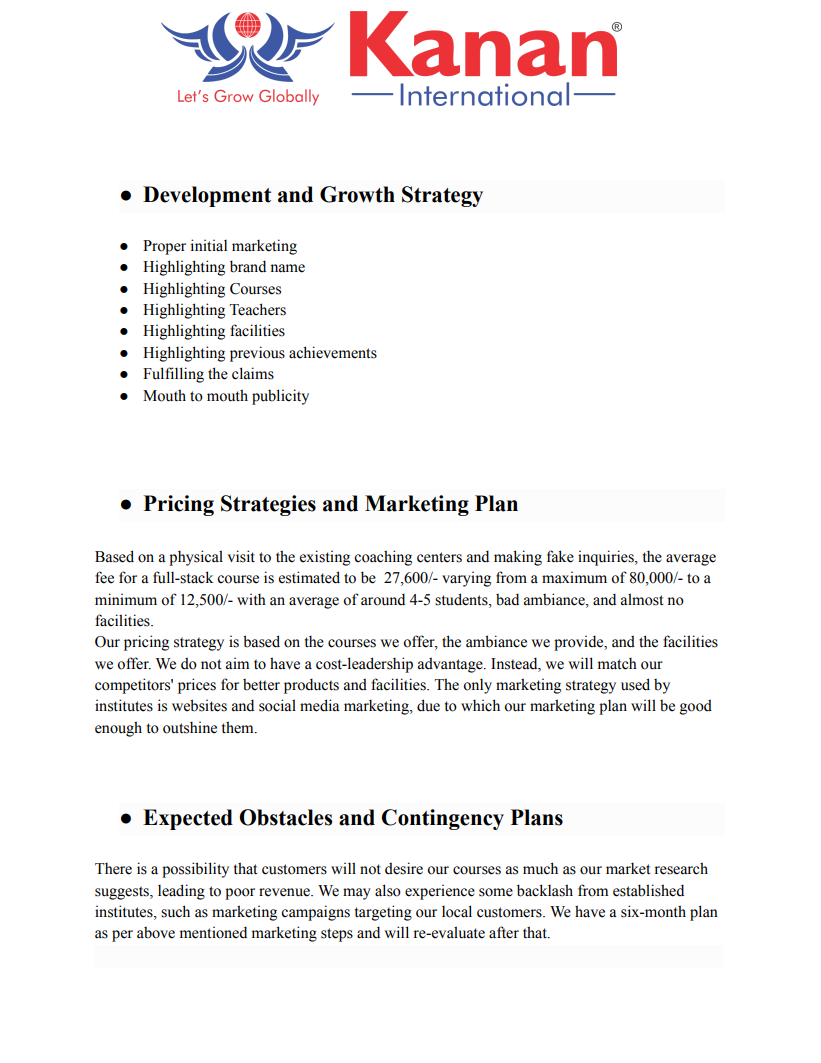 Kanan®
Let's Grow Globally
International
● Development and Growth Strategy
● Proper initial marketing
● Highlighting brand name
● Highlighting Courses
● Highlighting Teachers
● Highlighting facilities
● Highlighting previous achievements
● Fulfilling the claims
● Mouth to mouth publicity
● Pricing Strategies and Marketing Plan
Based on a physical visit to the existing coaching centers and making fake inquiries, the average
fee for a full-stack course is estimated to be  27,600/- varying from a maximum of 80,000/- to a
minimum of 12,500/- with an average of around 4-5 students, bad ambiance, and almost no
facilities.
Our pricing strategy is based on the courses we offer, the ambiance we provide, and the facilities
we offer. We do not aim to have a cost-leadership advantage. Instead, we will match our
competitors' prices for better products and facilities. The only marketing strategy used by
institutes is websites and social media marketing, due to which our marketing plan will be good
enough to outshine them.
● Expected Obstacles and Contingency Plans
There is a possibility that customers will not desire our courses as much as our market research
suggests, leading to poor revenue. We may also experience some backlash from established
institutes, such as marketing campaigns targeting our local customers. We have a six-month plan
as per above mentioned marketing steps and will re-evaluate after that.